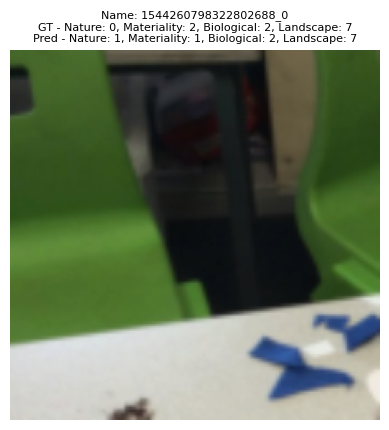 Name: 1544260798322802688_0
GT - Nature: 0, Materiality: 2, Biological: 2, Landscape: 7
Pred - Nature: 1, Materiality: 1, Biological: 2, Landscape: 7